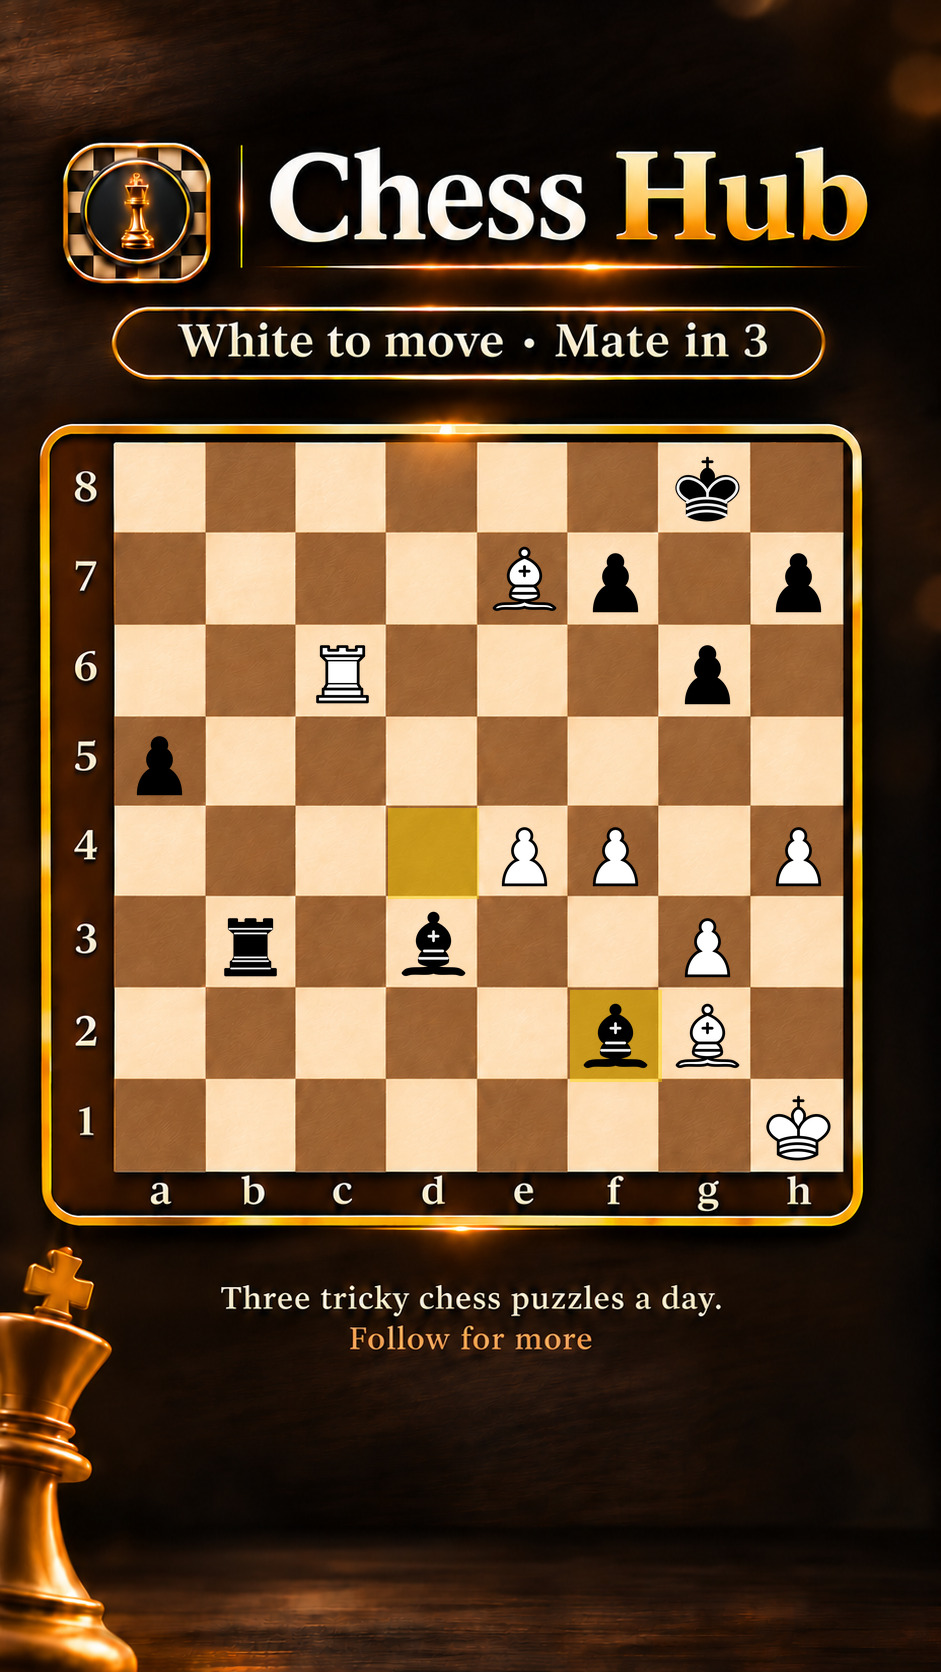 Chess Hub
White to move • Mate in 3
8
7
6
5
4
3
2
1
a b c d e f g h
Three tricky chess puzzles a day.
Follow for more